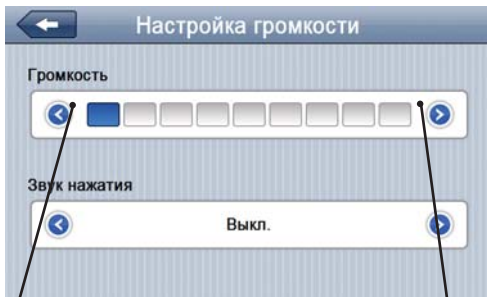 Настройка громкости
Громкость
Звук нажатия
Выкл.